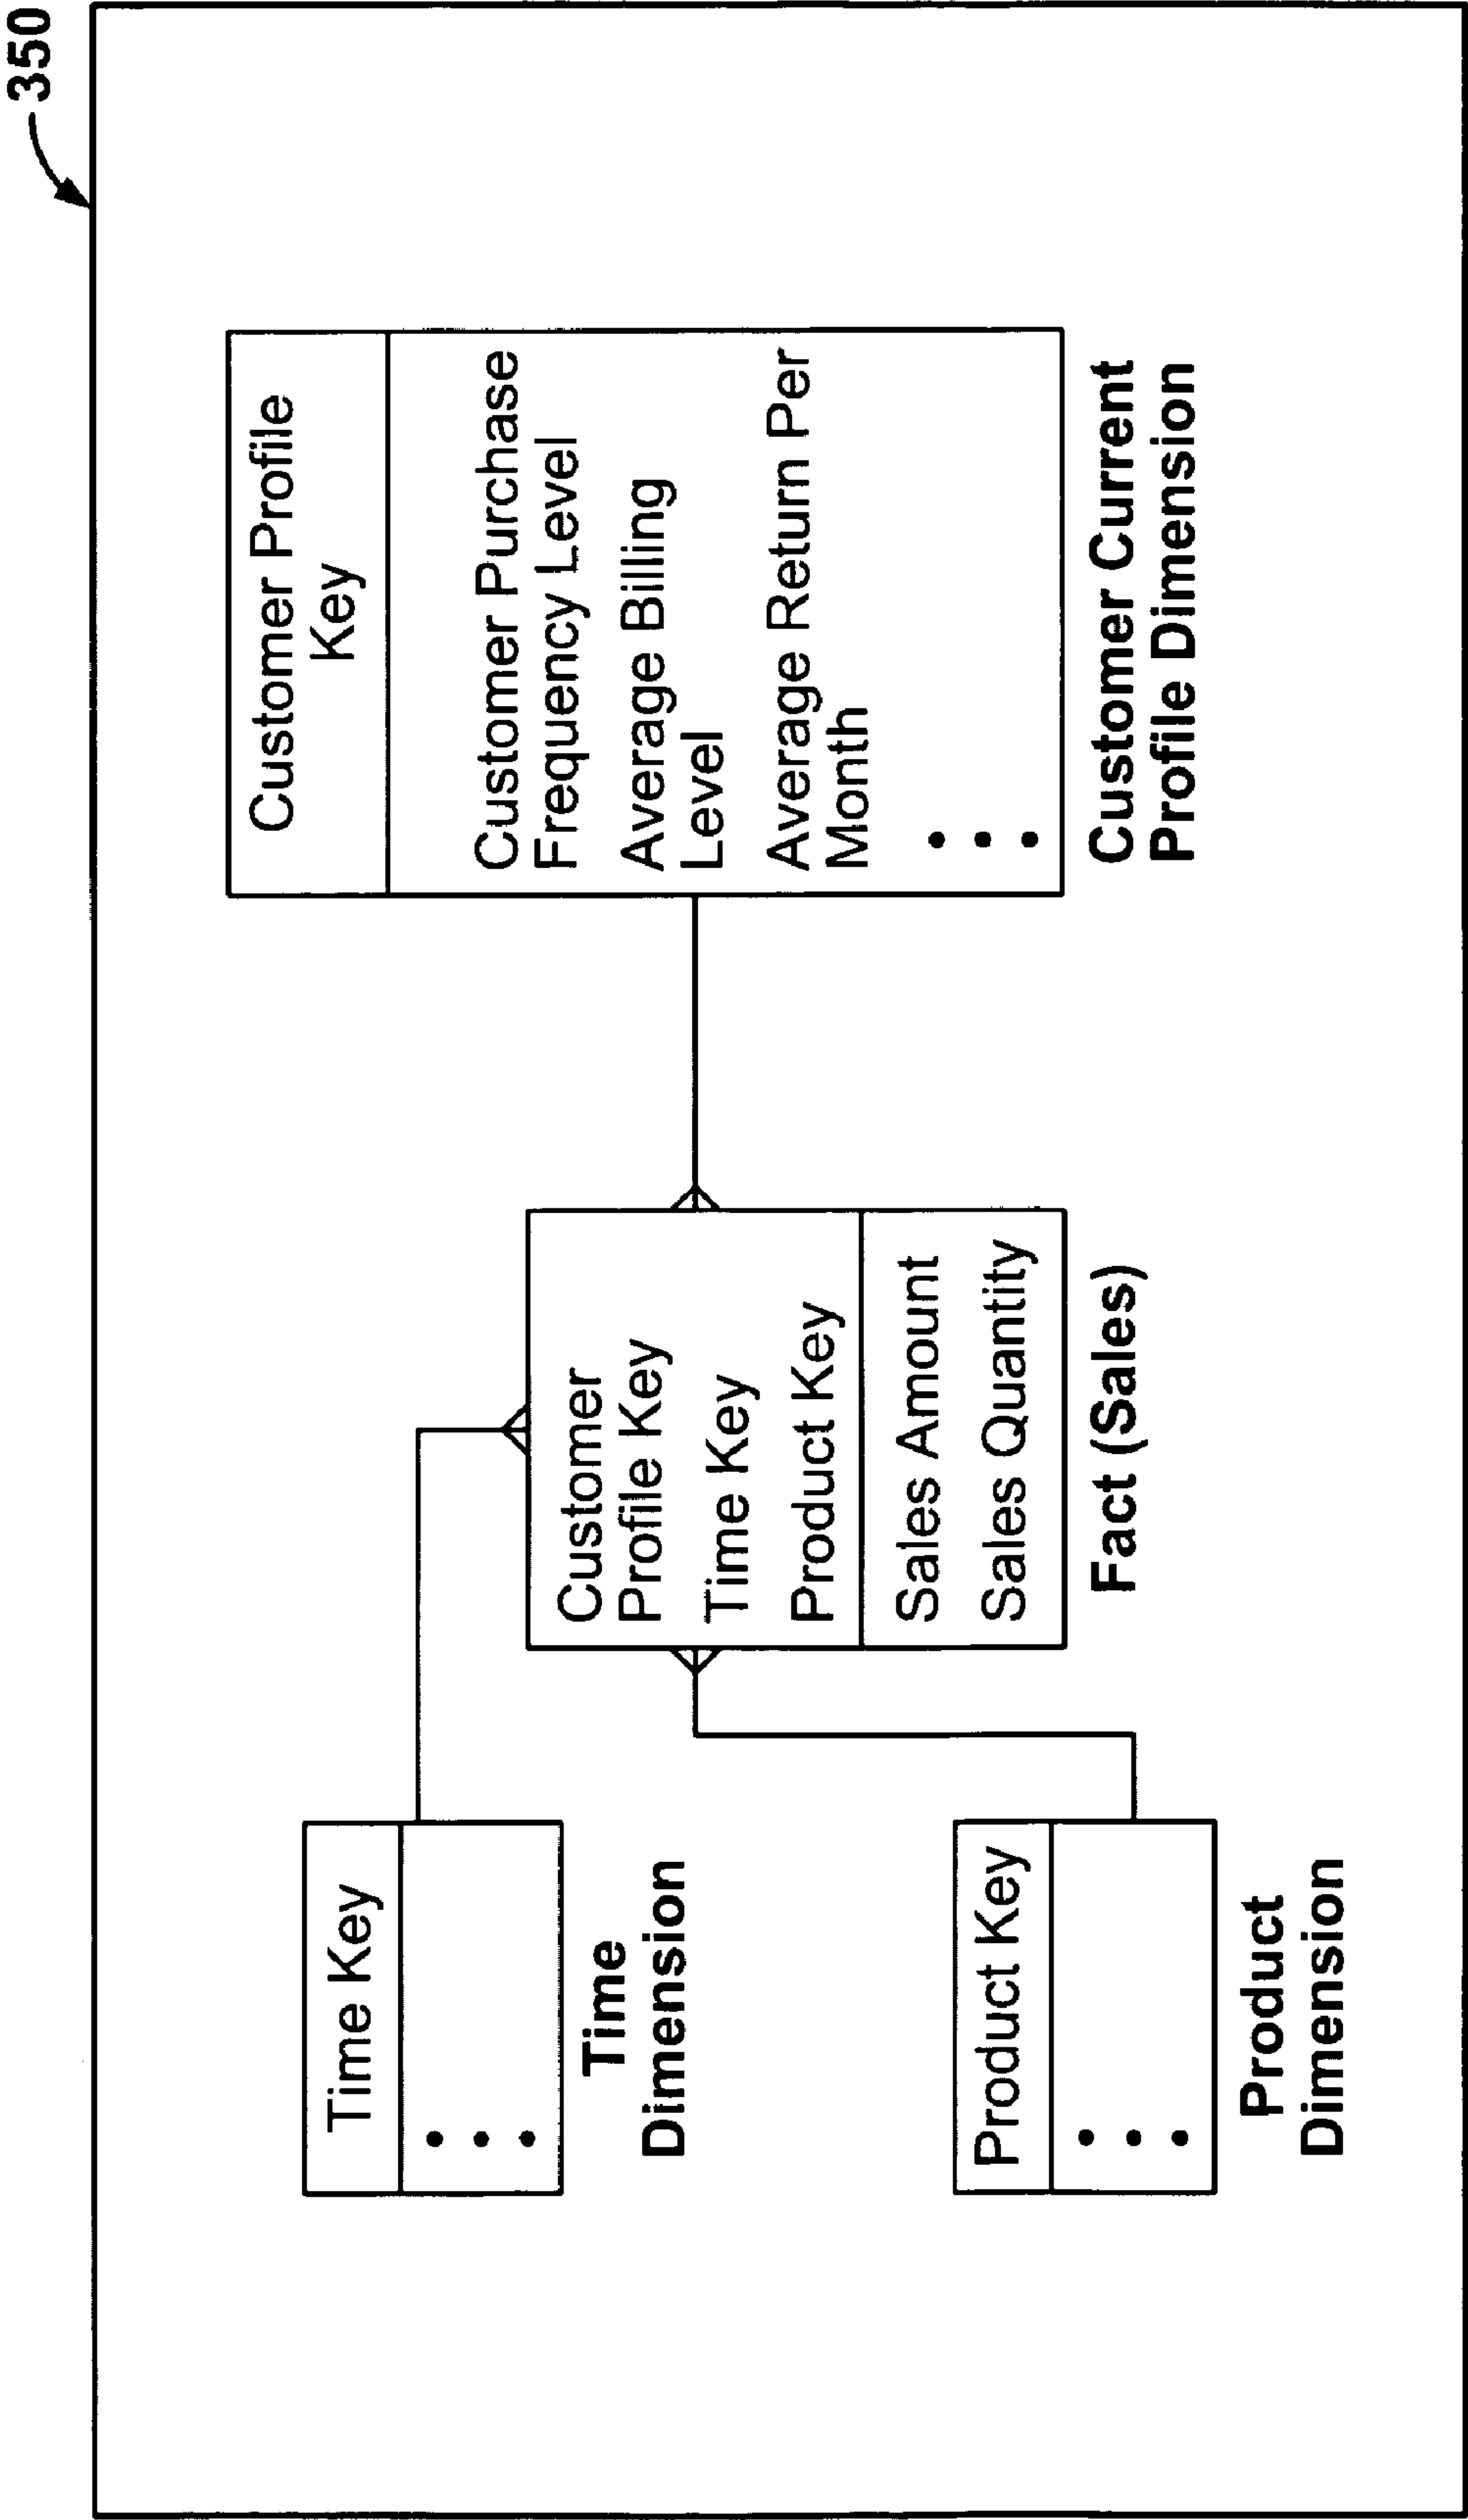 350
Time Key
Time
Dimension
Product Key
Product
Dimension
Customer
Profile Key
Time Key
Product Key
Sales Amount
Sales Quantity
Fact (Sales)
Customer Profile
Key
Customer Purchase
Frequency Level
Average Billing
Level
Average Return Per
Month
Customer Current
Profile Dimension